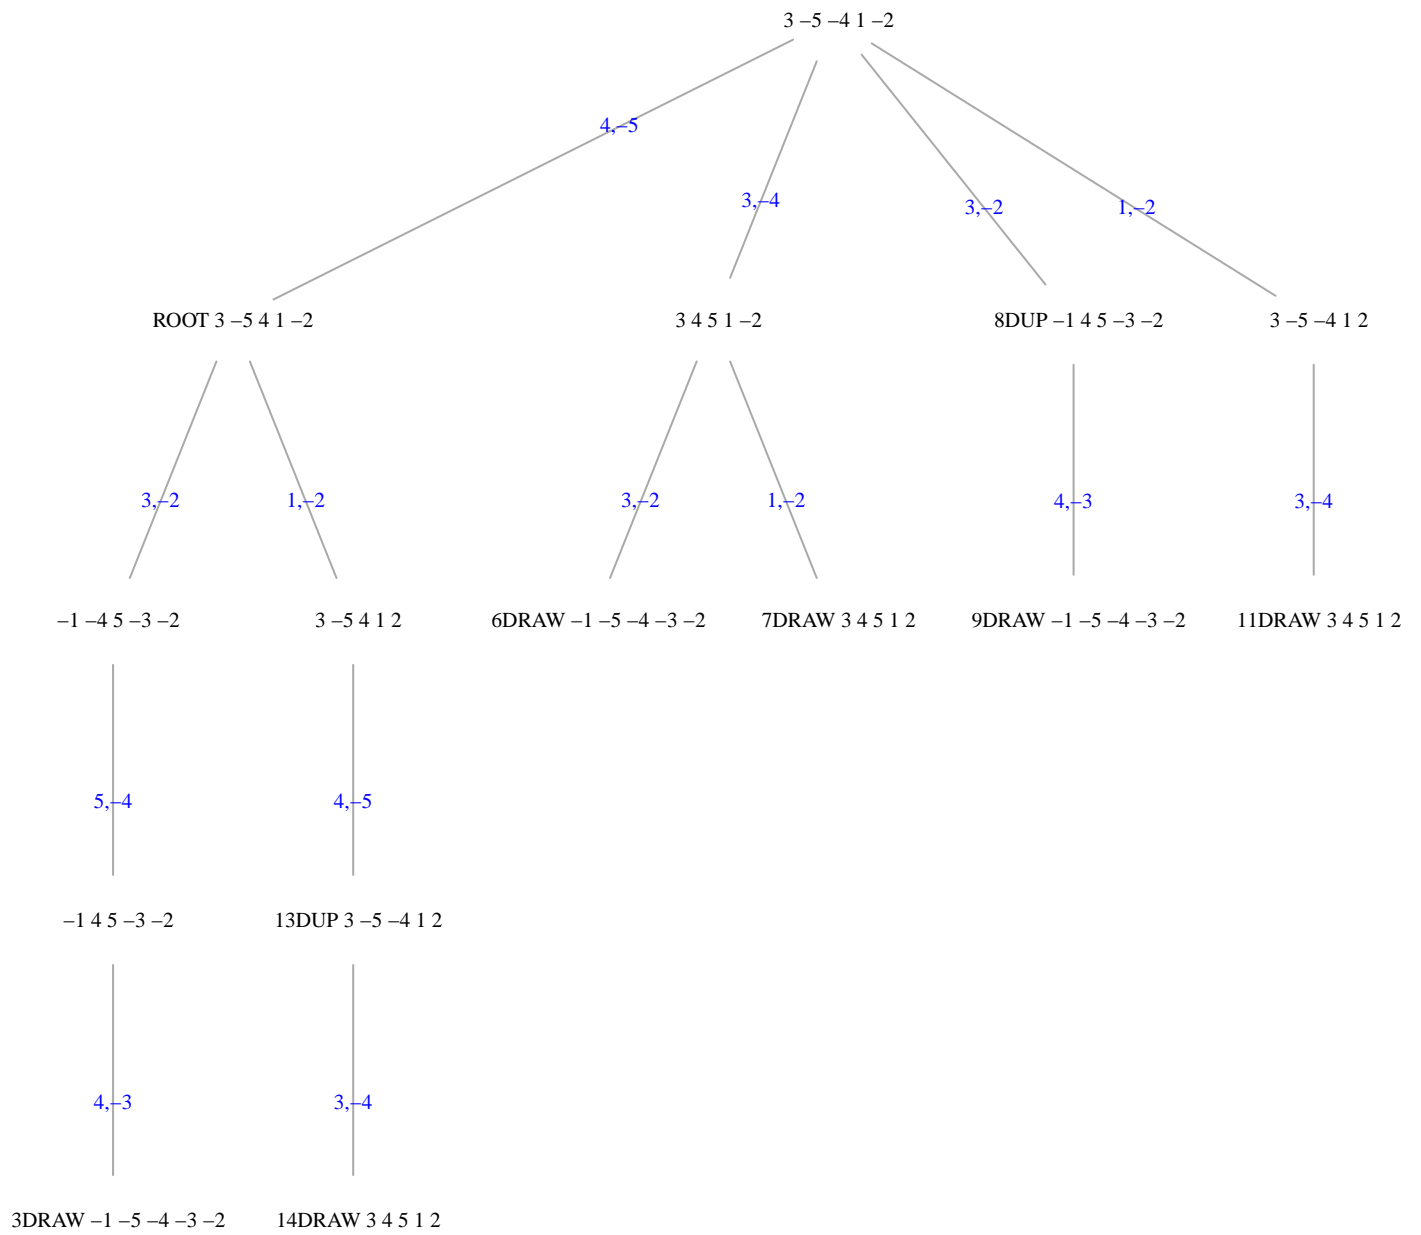 3 –5 –4 1 –2
4,–5
3,–4
3,–2
1,–2
ROOT 3 –5 4 1 –2
3 4 5 1 –2
8DUP –1 4 5 –3 –2
3 –5 –4 1 2
3,–2
1,–2
3,–2
1,–2
4,–3
3,–4
–1 –4 5 –3 –2
3 –5 4 1 2
6DRAW –1 –5 –4 –3 –2
7DRAW 3 4 5 1 2
9DRAW –1 –5 –4 –3 –2
11DRAW 3 4 5 1 2
5,–4
4,–5
–1 4 5 –3 –2
13DUP 3 –5 –4 1 2
4,–3
3,–4
3DRAW –1 –5 –4 –3 –2
14DRAW 3 4 5 1 2